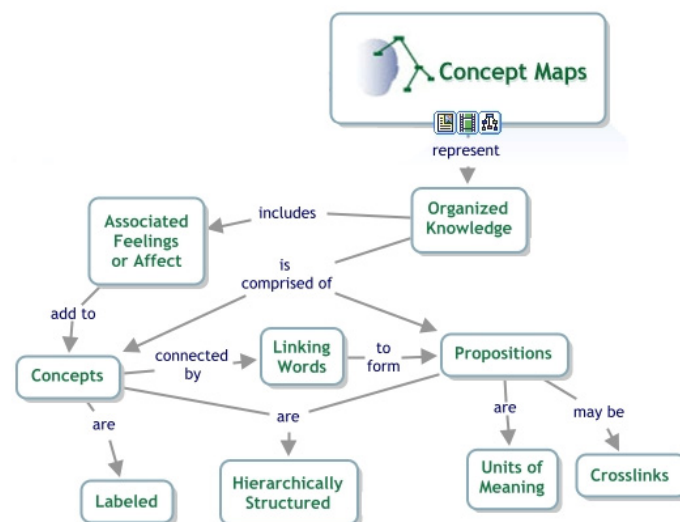 Concept Maps
represent
Organized
Knowledge
includes
Associated
Feelings
or Affect
is
comprised of
add to
Concepts
connected
by
Linking
Words
to
form
Propositions
are
are
are
may be
Labeled
Hierarchically
Structured
Units of
Meaning
Crosslinks